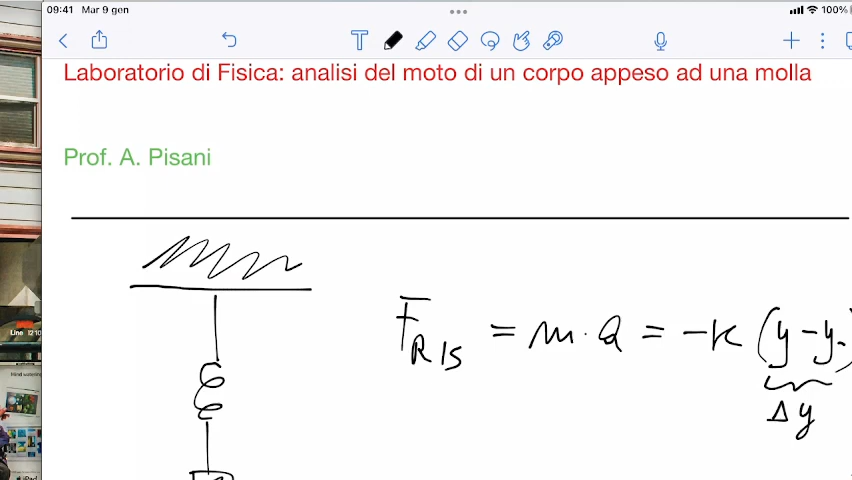 09:41 Mar 9 gen
100%
Laboratorio di Fisica: analisi del moto di un corpo appeso ad una molla
Prof. A. Pisani
F_RIS = m · a = -k (y - y₀)
Δy